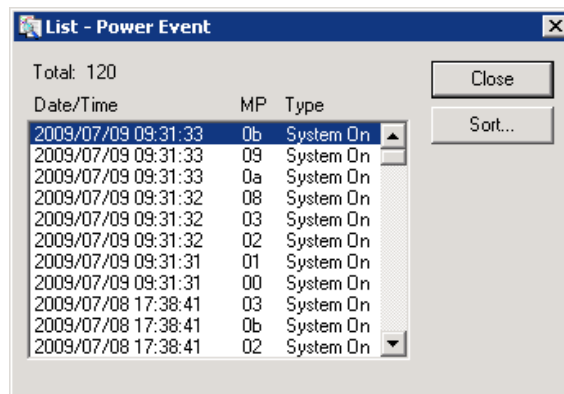 List - Power Event
Total: 120
Close
Date/Time MP Type
Sort...
2009/07/09 09:31:33 0b System On
2009/07/09 09:31:33 09 System On
2009/07/09 09:31:33 0a System On
2009/07/09 09:31:32 08 System On
2009/07/09 09:31:32 03 System On
2009/07/09 09:31:32 02 System On
2009/07/09 09:31:31 01 System On
2009/07/09 09:31:31 00 System On
2009/07/08 17:38:41 03 System On
2009/07/08 17:38:41 0b System On
2009/07/08 17:38:41 02 System On